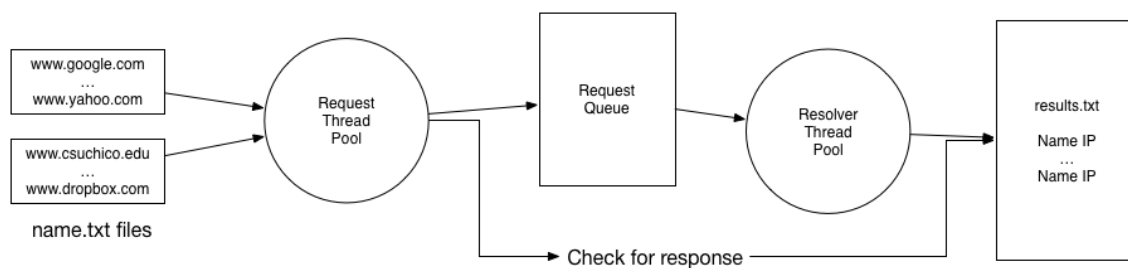 www.google.com
...
www.yahoo.com
www.csuchico.edu
...
www.dropbox.com
name.txt files
Request
Thread
Pool
Request
Queue
Resolver
Thread
Pool
results.txt
Name IP
...
Name IP
Check for response